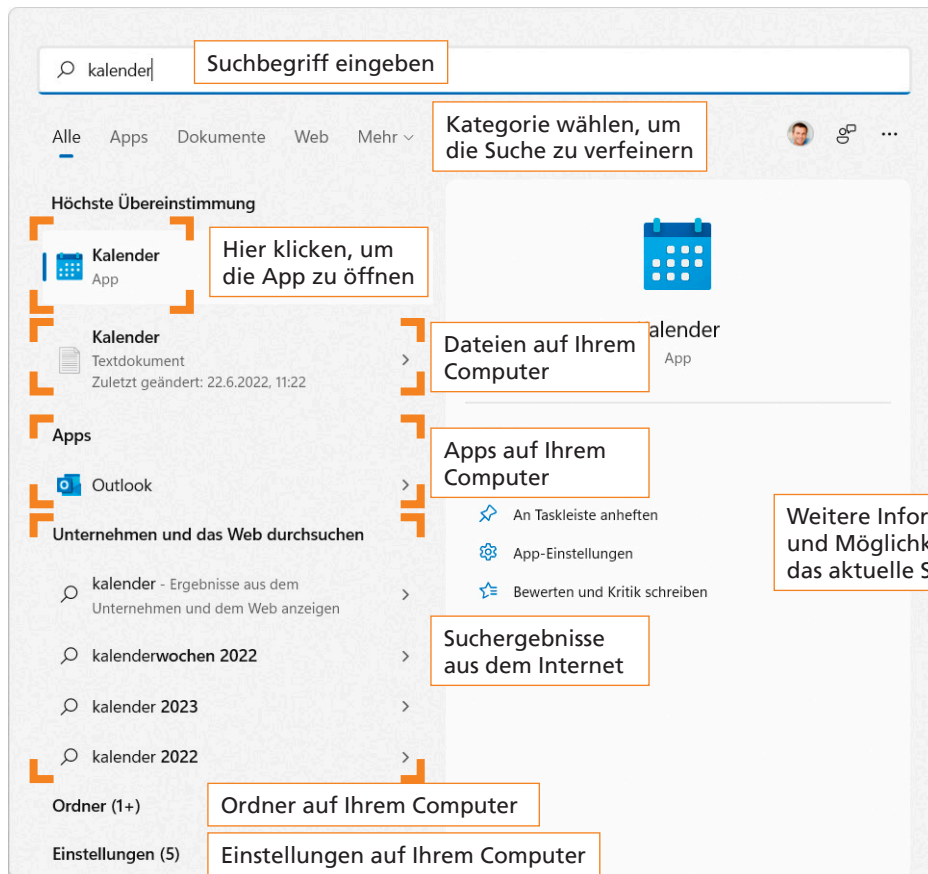 kalender
Suchbegriff eingeben
Alle Apps Dokumente Web Mehr
Kategorie wählen, um
die Suche zu verfeinern
Höchste Übereinstimmung
Kalender
App
Hier klicken, um
die App zu öffnen
Kalender
Textdokument
Zuletzt geändert: 22.6.2022, 11:22
Dateien auf Ihrem
Computer
alender
App
Apps
Outlook
Apps auf Ihrem
Computer
An Taskleiste anheften
App-Einstellungen
Bewerten und Kritik schreiben
Weitere Infor
und Möglichk
das aktuelle S
Unternehmen und das Web durchsuchen
kalender - Ergebnisse aus dem
Unternehmen und dem Web anzeigen
kalenderwochen 2022
kalender 2023
kalender 2022
Suchergebnisse
aus dem Internet
Ordner (1+)
Ordner auf Ihrem Computer
Einstellungen (5)
Einstellungen auf Ihrem Computer